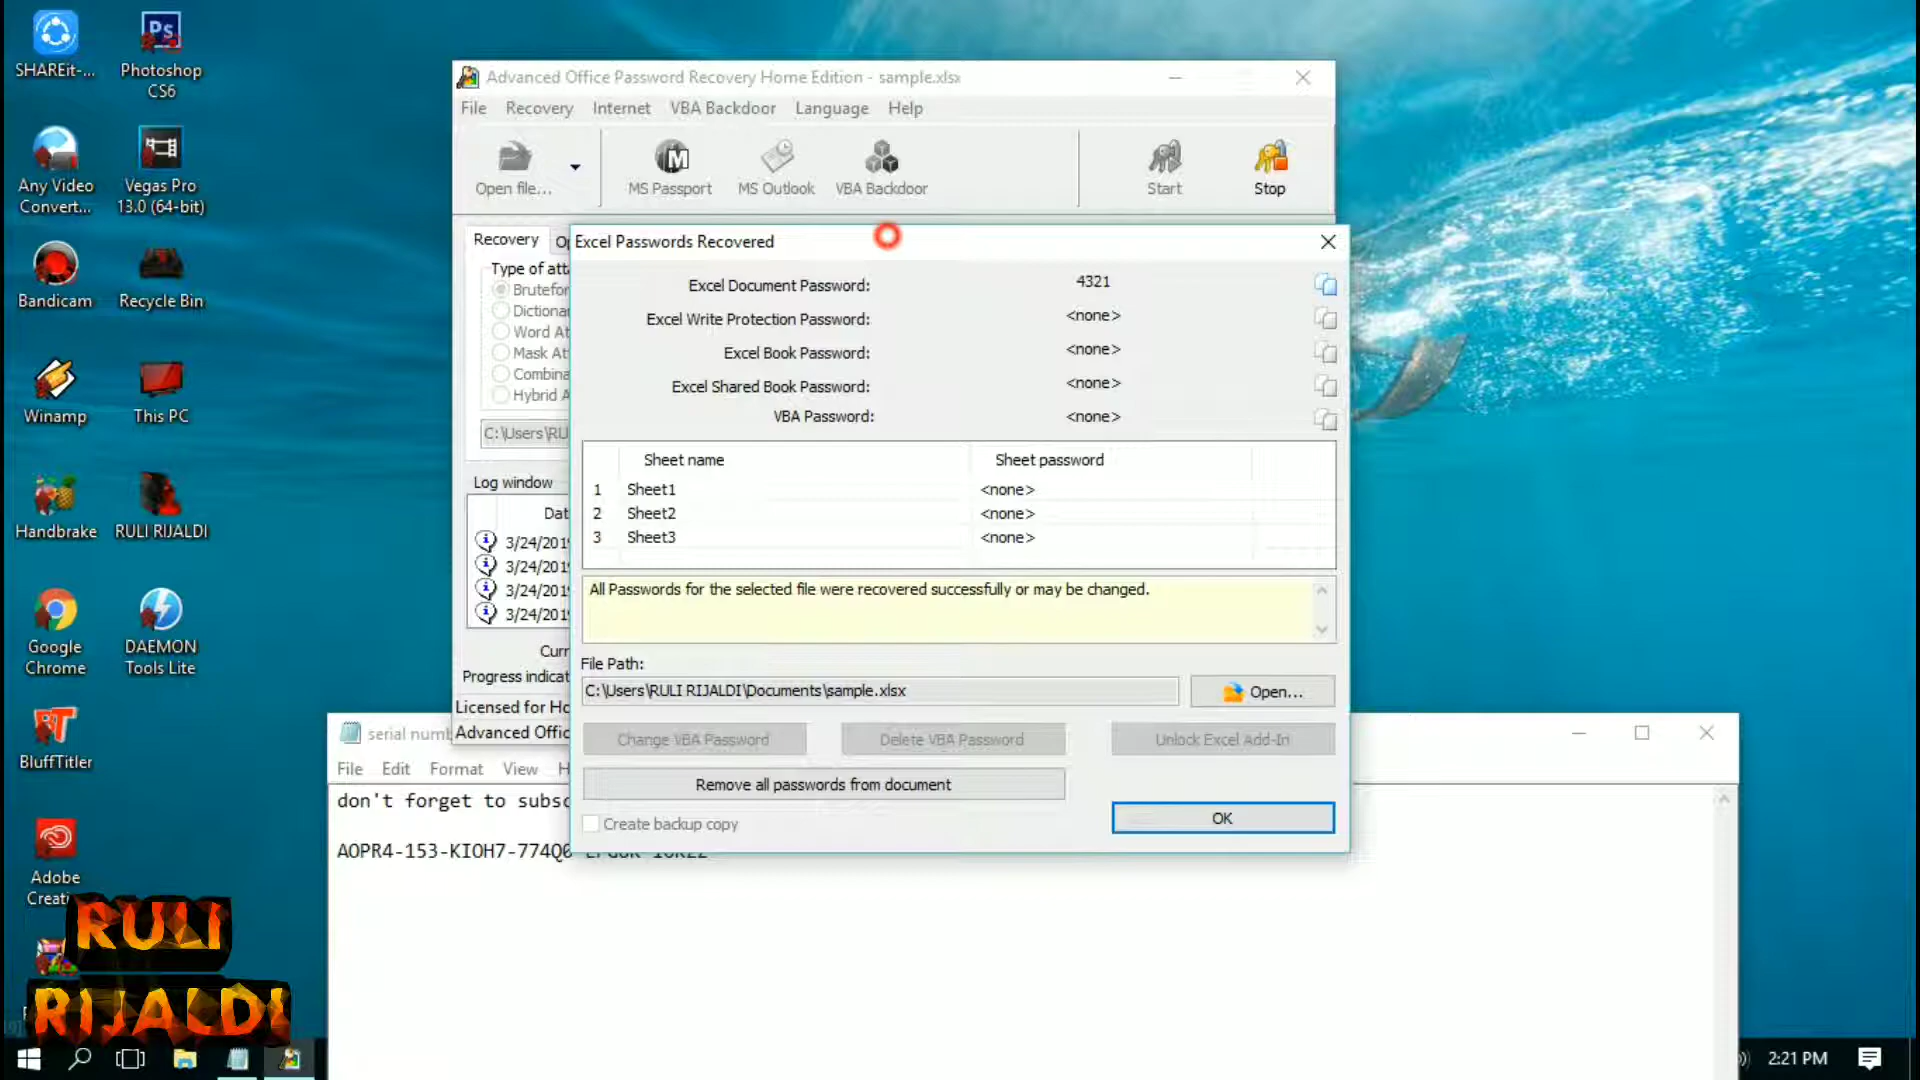 SHAREit-...
Photoshop CS6
Any Video Convert...
Vegas Pro 13.0 (64-bit)
Bandicam
Recycle Bin
Winamp
This PC
Handbrake
RULI RIJALDI
Google Chrome
DAEMON Tools Lite
BluffTitler
Adobe Creati
RULI
RIJALDI
Advanced Office Password Recovery Home Edition - sample.xlsx
File Recovery Internet VBA Backdoor Language Help
Open file... MS Passport MS Outlook VBA Backdoor Start Stop
Recovery
Type of atta
Brutefor
Dictionar
Word At
Mask At
Combina
Hybrid A
C:\Users\RU
Log window
Dat
3/24/201
3/24/201
3/24/201
3/24/201
Curr
Progress indicat
Licensed for Ho
Advanced Offic
Excel Passwords Recovered
Excel Document Password: 4321
Excel Write Protection Password: <none>
Excel Book Password: <none>
Excel Shared Book Password: <none>
VBA Password: <none>
Sheet name Sheet password
1 Sheet1 <none>
2 Sheet2 <none>
3 Sheet3 <none>
All Passwords for the selected file were recovered successfully or may be changed.
File Path:
C:\Users\RULI RIJALDI\Documents\sample.xlsx Open...
Change VBA Password Delete VBA Password Unlock Excel Add-In
Remove all passwords from document
Create backup copy
OK
serial numb
File Edit Format View H
don't forget to subsc
AOPR4-153-KIOH7-774Q0
2:21 PM